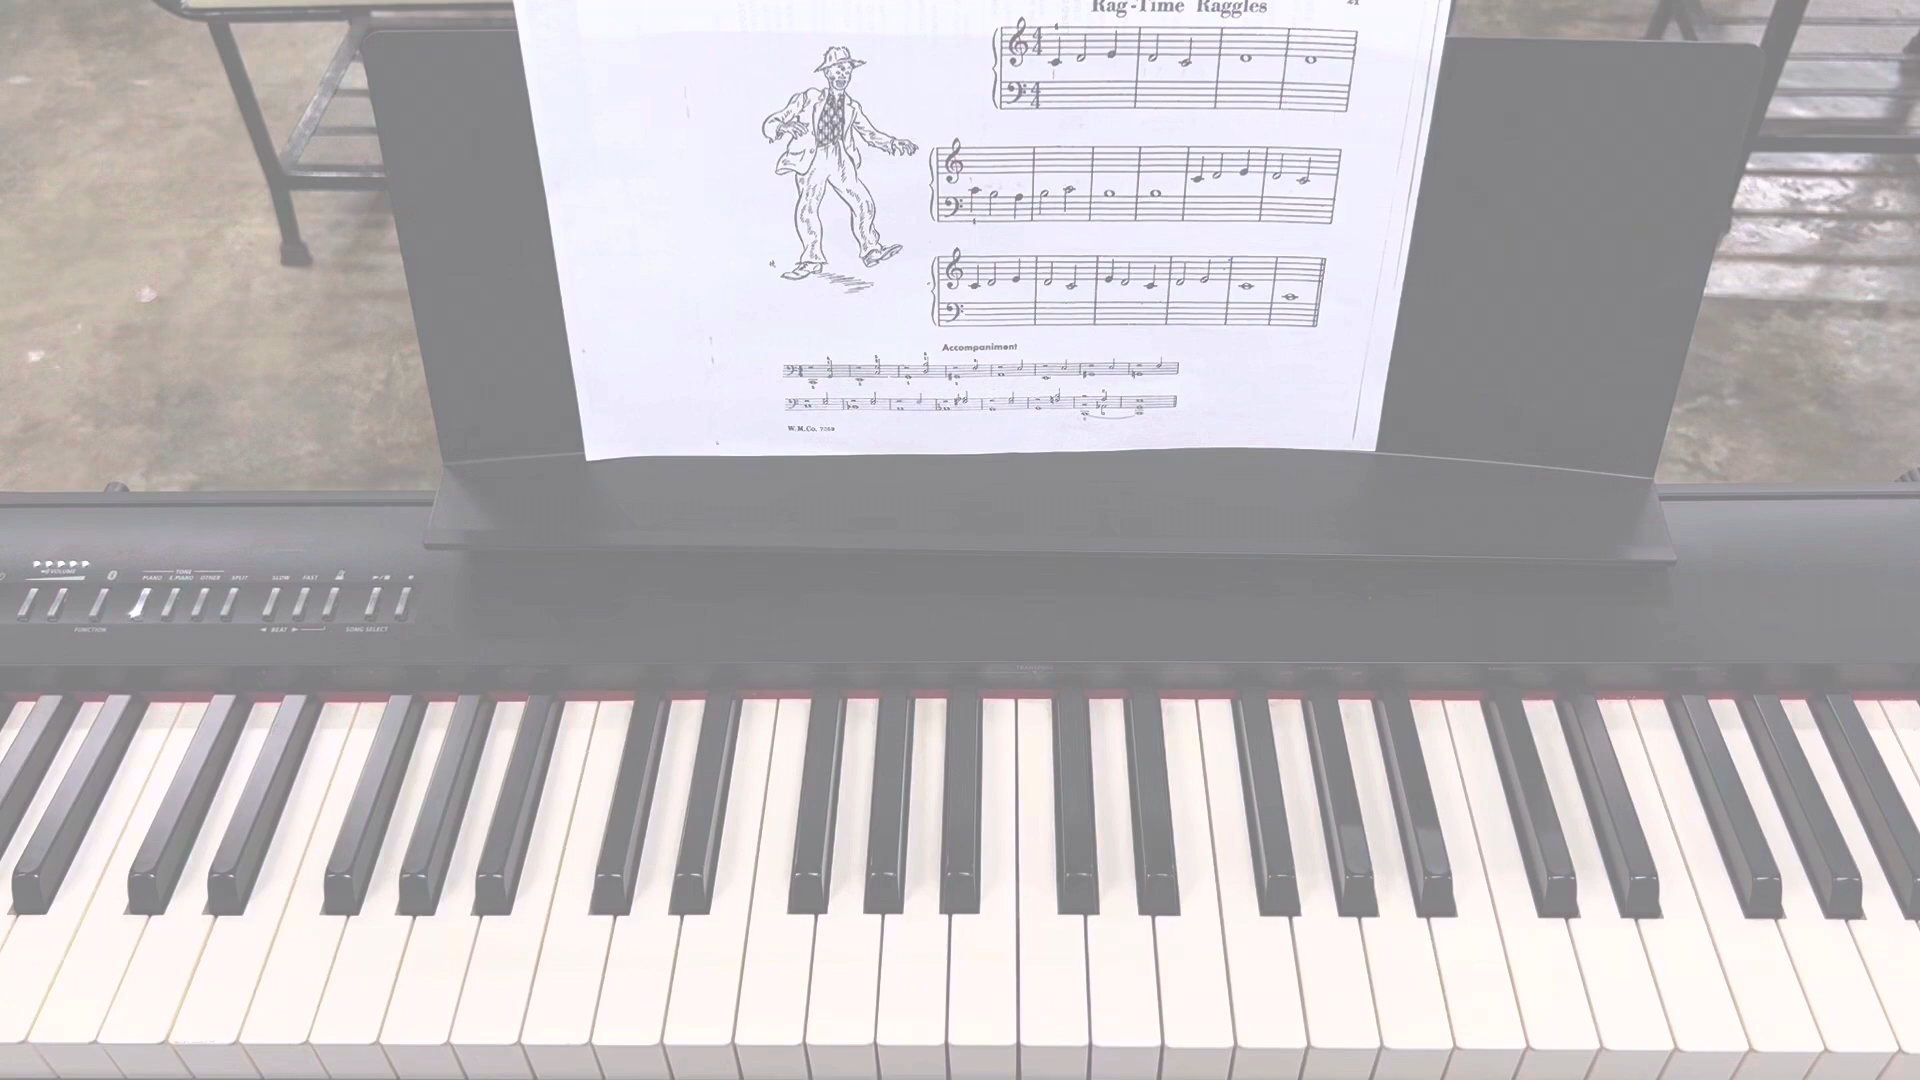 Rag-Time Raggles
21
Accompaniment
W. M. Co. 7259
VOLUME
TONE
PIANO E.PIANO OTHER SPLIT SLOW FAST
FUNCTION
BEAT
SONG SELECT
TRANSPOSE